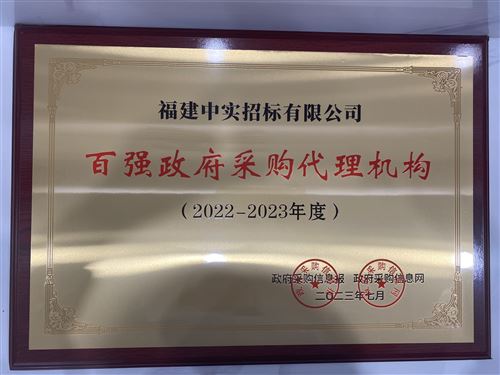 福建中实招标有限公司
百强政府采购代理机构
（2022-2023年度）
政府采购信息报 政府采购信息网
二〇二三年七月